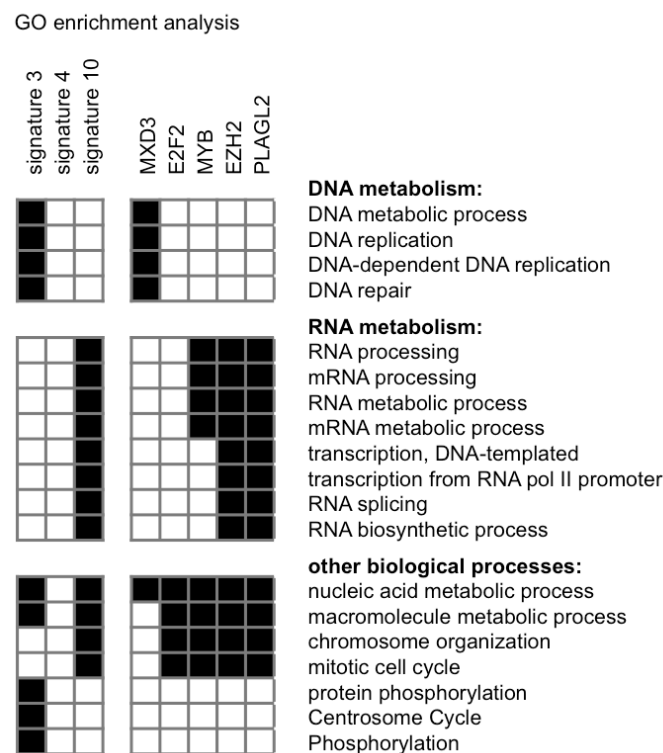 GO enrichment analysis
signature 3
signature 4
signature 10
MXD3
E2F2
MYB
EZH2
PLAGL2
DNA metabolism:
DNA metabolic process
DNA replication
DNA-dependent DNA replication
DNA repair
RNA metabolism:
RNA processing
mRNA processing
RNA metabolic process
mRNA metabolic process
transcription, DNA-templated
transcription from RNA pol II promoter
RNA splicing
RNA biosynthetic process
other biological processes:
nucleic acid metabolic process
macromolecule metabolic process
chromosome organization
mitotic cell cycle
protein phosphorylation
Centrosome Cycle
Phosphorylation